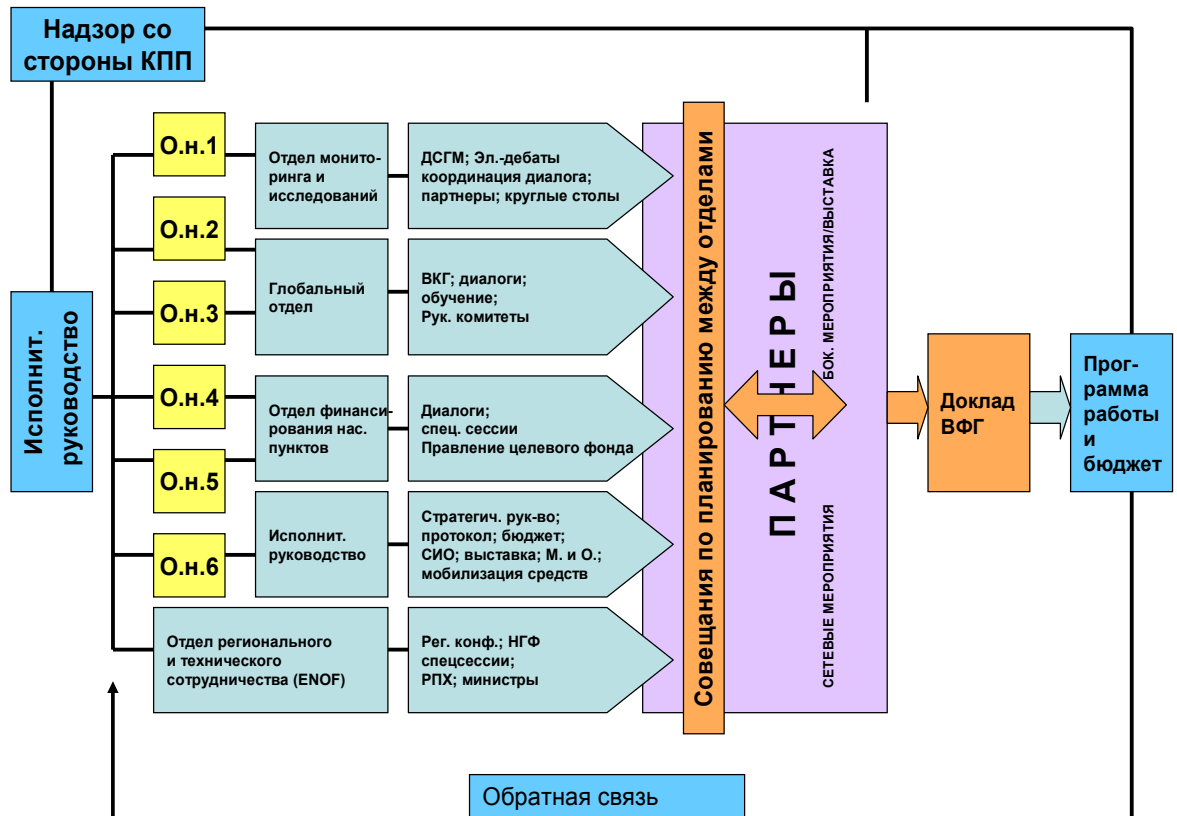 Надзор со
стороны КПП
Исполнит.
руководство
О.н.1
О.н.2
О.н.3
О.н.4
О.н.5
О.н.6
Отдел монито-
ринга и
исследований
ДСГМ; Эл.-дебаты
координация диалога;
партнеры; круглые столы
Глобальный
отдел
ВКГ; диалоги;
обучение;
Рук. комитеты
Отдел финанси-
рования нас.
пунктов
Диалоги;
спец. сессии
Правление целевого фонда
Исполнит.
руководство
Стратегич. рук-во;
протокол; бюджет;
СИО; выставка; М. и О.;
мобилизация средств
Отдел регионального
и технического
сотрудничества (ENOF)
Рег. конф.; НГФ
спецсессии;
РПХ; министры
Совещания по планированию между отделами
ПАРТНЕРЫ
СЕТЕВЫЕ МЕРОПРИЯТИЯ
БОК. МЕРОПРИЯТИЯ/ВЫСТАВКА
Доклад
ВФГ
Прог-
рамма
работы
и
бюджет
Обратная связь